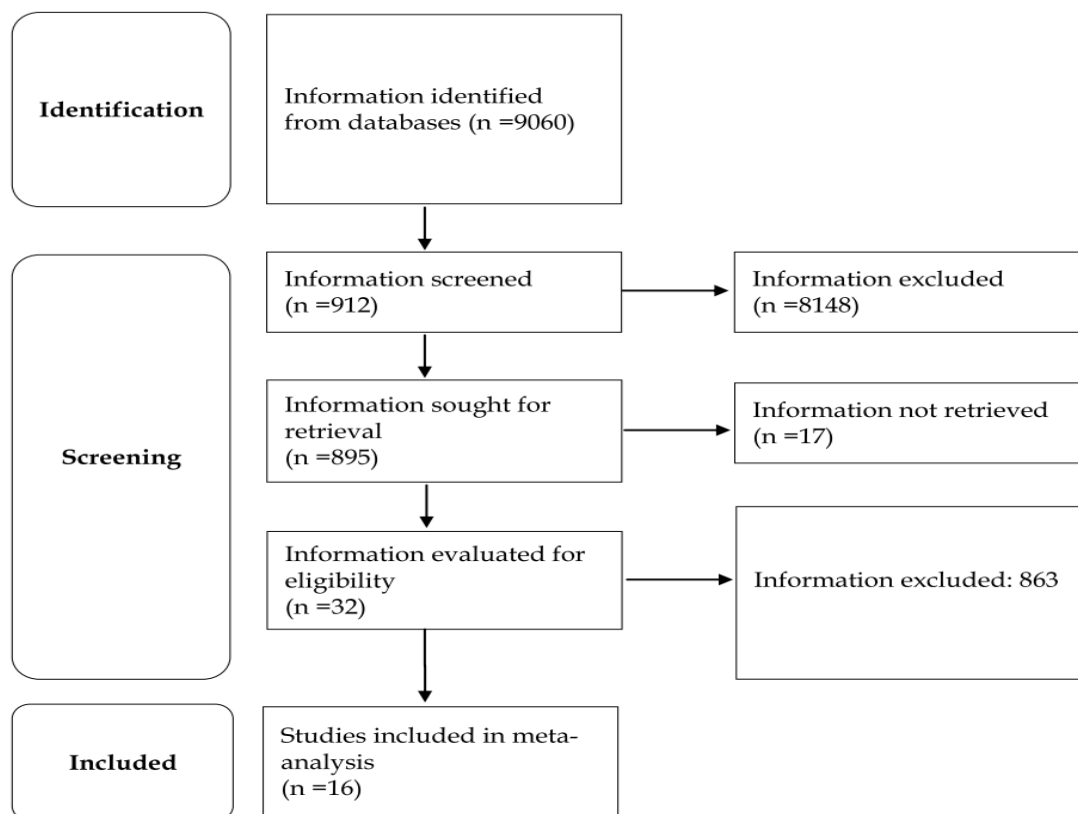 Identification
Information identified
from databases (n =9060)
Information screened
(n =912)
Information excluded
(n =8148)
Screening
Information sought for
retrieval
(n =895)
Information not retrieved
(n =17)
Information evaluated for
eligibility
(n =32)
Information excluded: 863
Included
Studies included in meta-
analysis
(n =16)